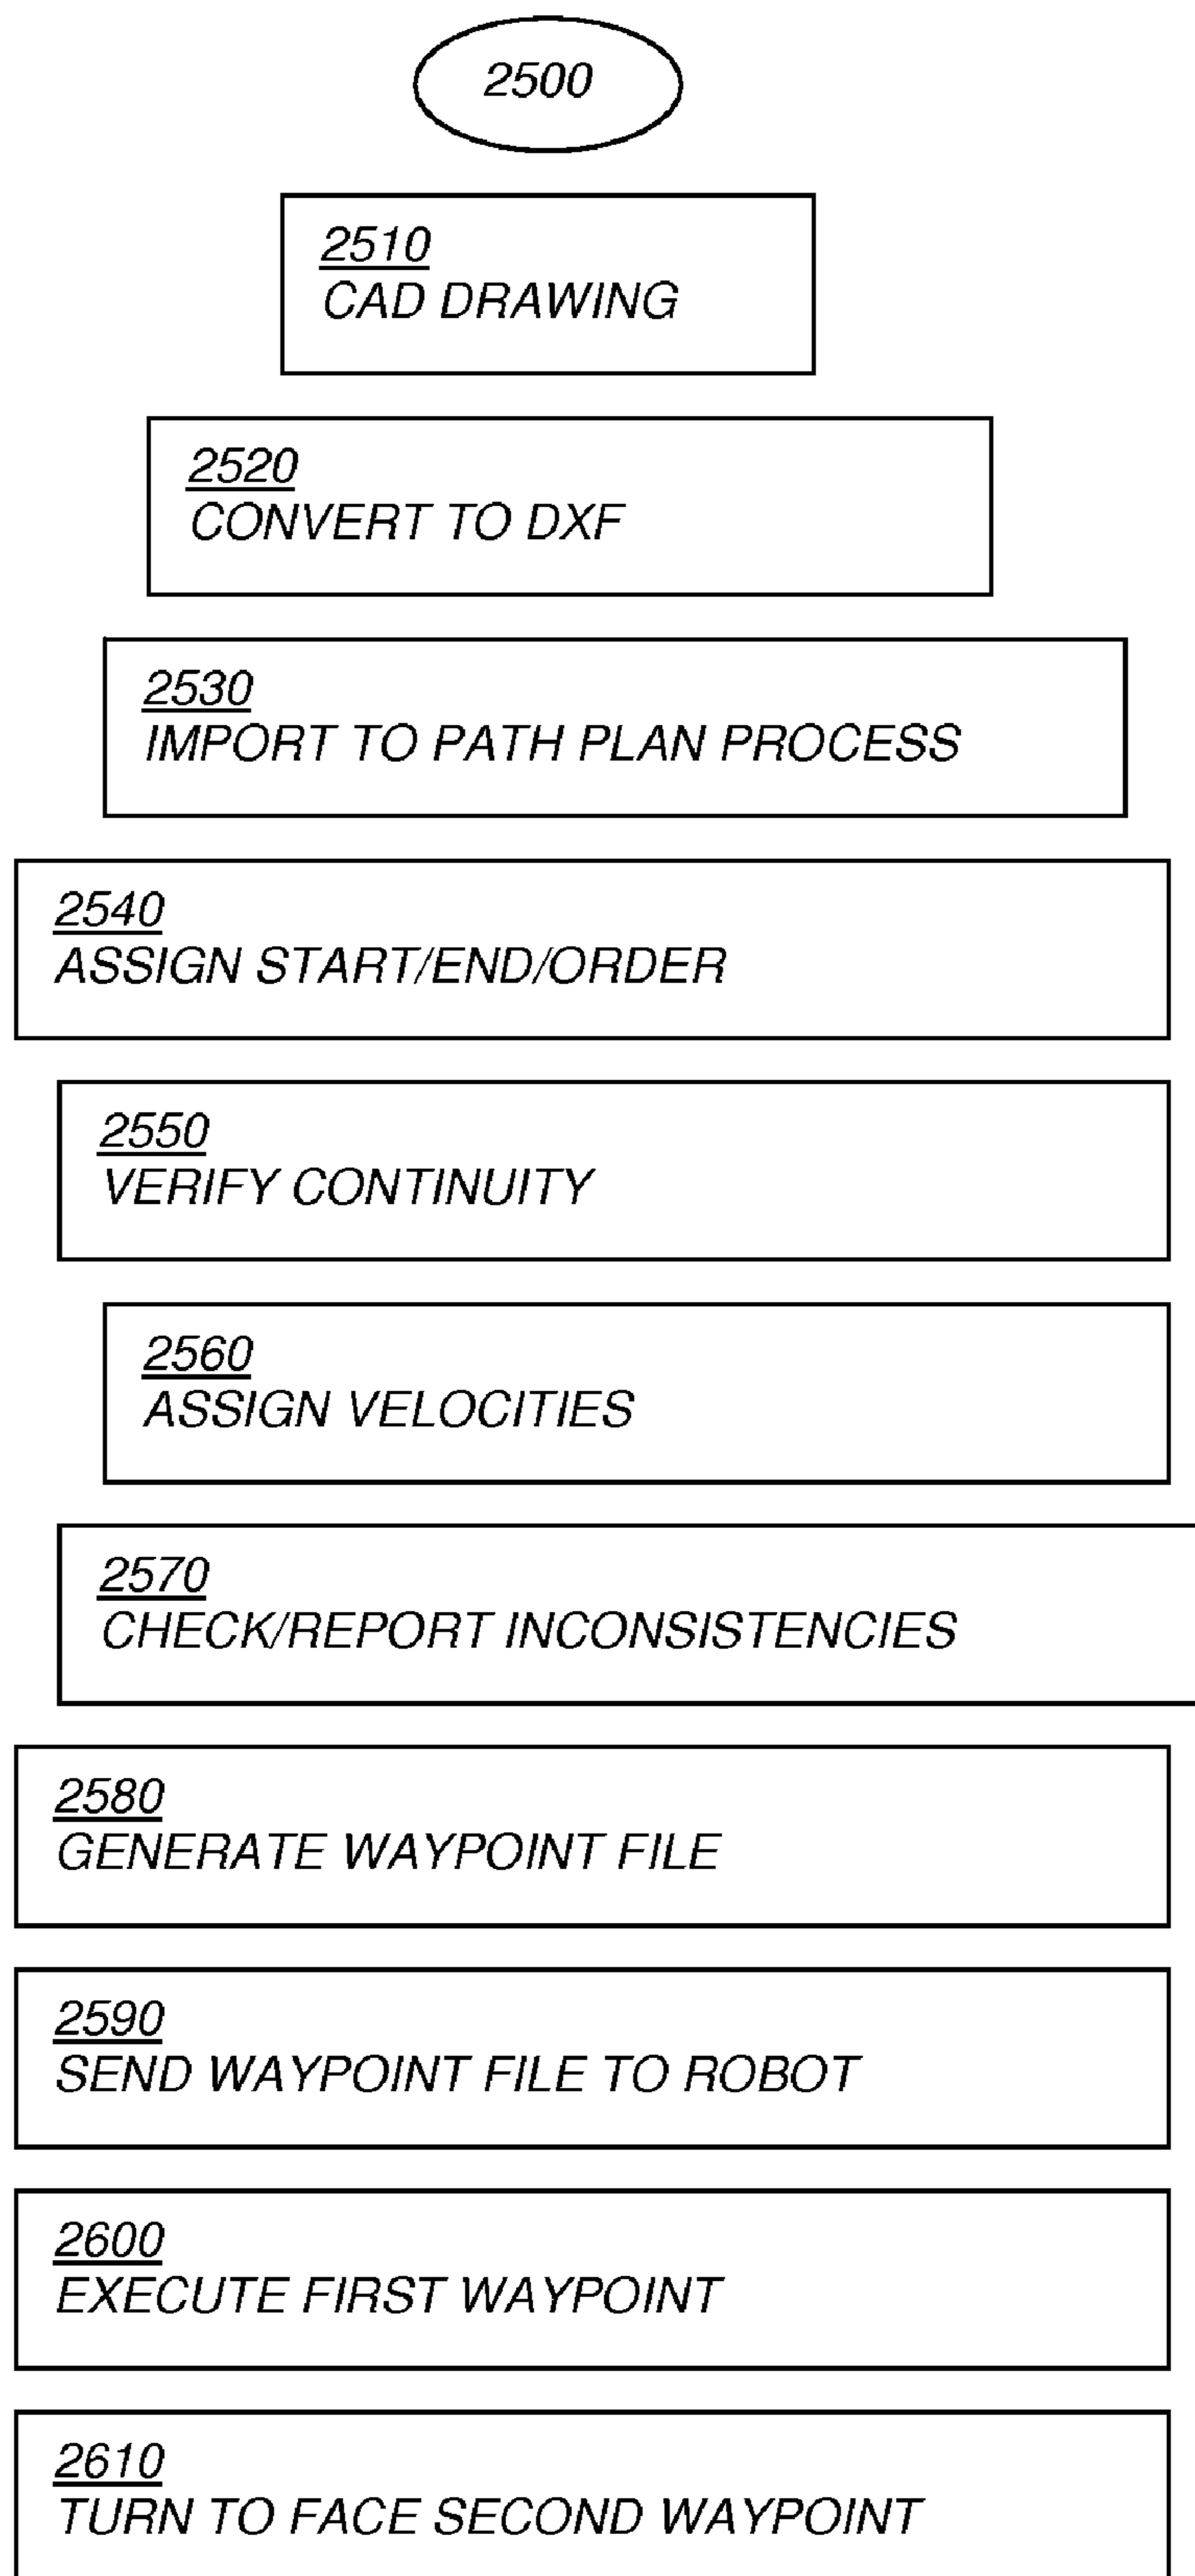 2500
2510
CAD DRAWING
2520
CONVERT TO DXF
2530
IMPORT TO PATH PLAN PROCESS
2540
ASSIGN START/END/ORDER
2550
VERIFY CONTINUITY
2560
ASSIGN VELOCITIES
2570
CHECK/REPORT INCONSISTENCIES
2580
GENERATE WAYPOINT FILE
2590
SEND WAYPOINT FILE TO ROBOT
2600
EXECUTE FIRST WAYPOINT
2610
TURN TO FACE SECOND WAYPOINT